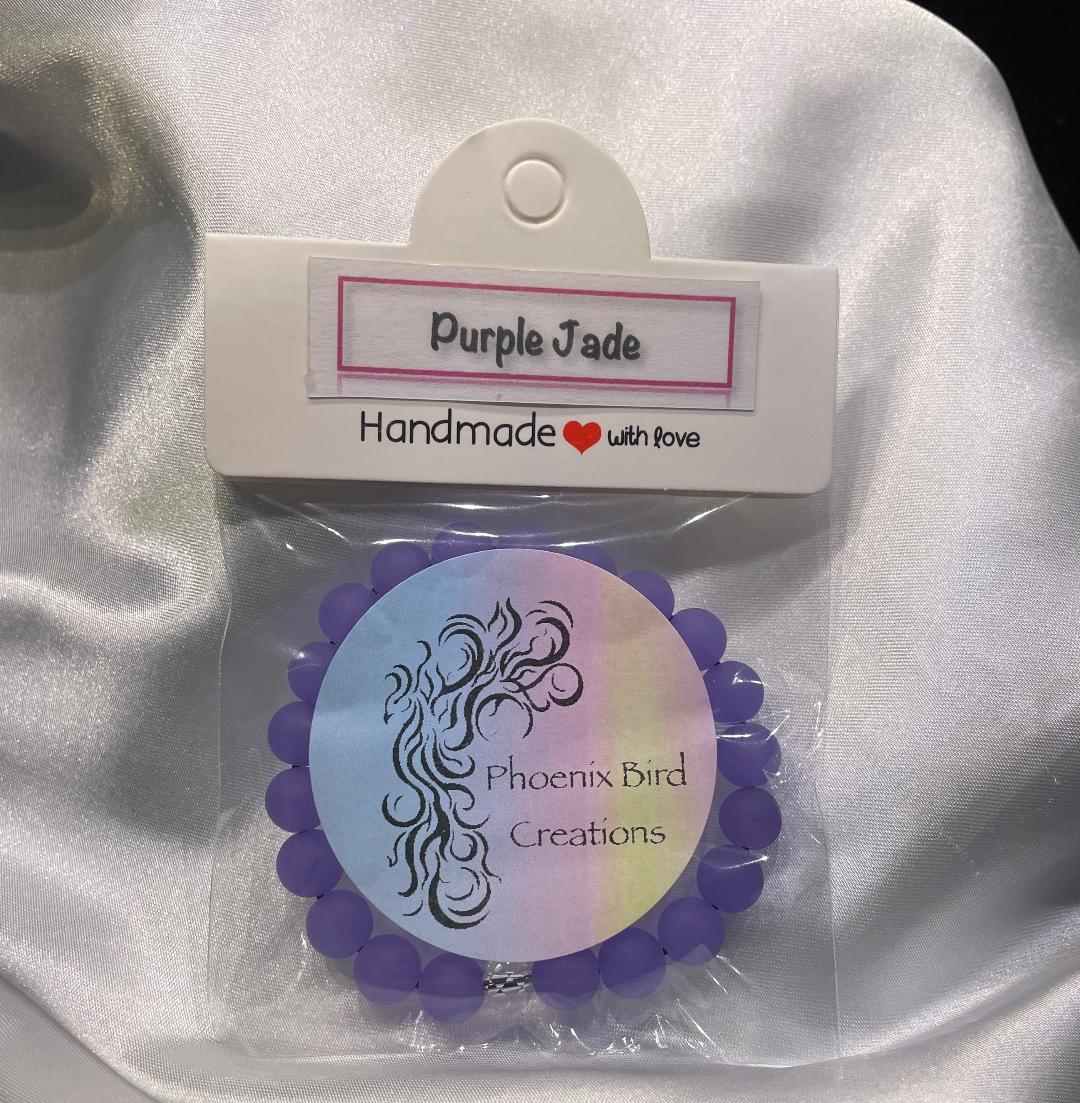 Purple Jade
Handmade with love
Phoenix Bird
Creations